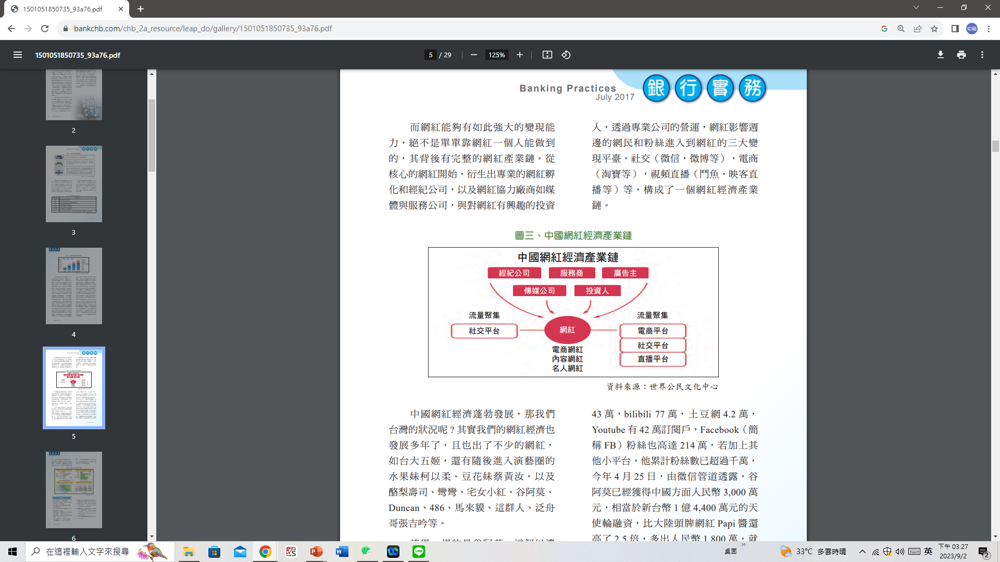 1501051850735_93a76.pdf
bankchb.com/chb_2a_resource/leap_do/gallery/1501051850735_93a76.pdf
如龍
1501051850735_93a76.pdf
5 / 29
125%
2
3
4
5
6
Banking Practices
July 2017
銀行實務
而網紅能夠有如此強大的變現能
力，絕不是單單靠網紅一個人能做到
的，其背後有完整的網紅產業鏈。從
核心的網紅開始，衍生出專業的網紅孵
化和經紀公司，以及網紅協力廠商如媒
體與服務公司，與對網紅有興趣的投資
人，透過專業公司的營運，網紅影響週
邊的網民和粉絲進入到網紅的三大變
現平臺，社交（微信，微博等），電商
（淘寶等），視頻直播（鬥魚，映客直
播等）等，構成了一個網紅經濟產業
鏈。
圖三、中國網紅經濟產業鏈
中國網紅經濟產業鏈
經紀公司
服務商
廣告主
傳媒公司
投資人
流量聚集
社交平台
網紅
電商網紅
內容網紅
名人網紅
流量聚集
電商平台
社交平台
直播平台
資料來源：世界公民文化中心
中國網紅經濟蓬勃發展，那我們
台灣的狀況呢？其實我們的網紅經濟也
發展多年了，且也出了不少的網紅，
如台大五姬，還有隨後進入演藝圈的
水果妹柯以柔、豆花妹蔡黃汝，以及
酪梨壽司、彎彎、宅女小紅、谷阿莫、
Duncan、486、馬來貘、這群人、泛舟
哥張吉吟等。
43 萬，bilibili 77 萬，土豆網 4.2 萬，
Youtube 有 42 萬訂閱戶，Facebook（簡
稱 FB）粉絲也高達 214 萬，若加上其
他小平台，他累計粉絲數已超過千萬，
今年 4 月 25 日，由微信管道透露，谷
阿莫已經獲得中國方面人民幣 3,000 萬
元，相當於新台幣 1 億 4,400 萬元的天
使輪融資，比大陸頭牌網紅 Papi 醬還
高了 2.5 倍，多出人民幣 1,800 萬，就
在這裡輸入文字來搜尋
桌面
33°C 多雲時晴
英
下午 03:27
2023/9/2
2